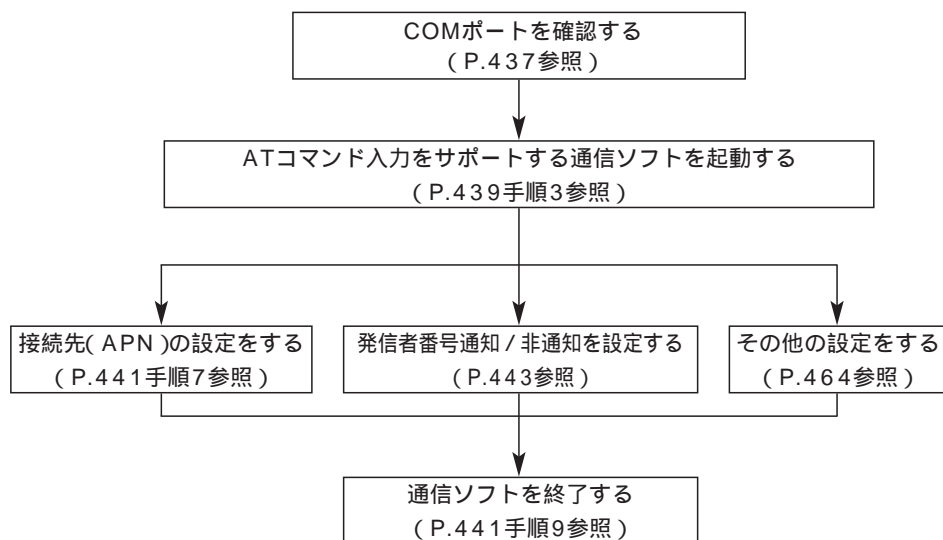 COMポートを確認する
（P.437参照）
ATコマンド入力をサポートする通信ソフトを起動する
（P.439手順3参照）
接続先（APN）の設定をする
（P.441手順7参照）
発信者番号通知／非通知を設定する
（P.443参照）
その他の設定をする
（P.464参照）
通信ソフトを終了する
（P.441手順9参照）